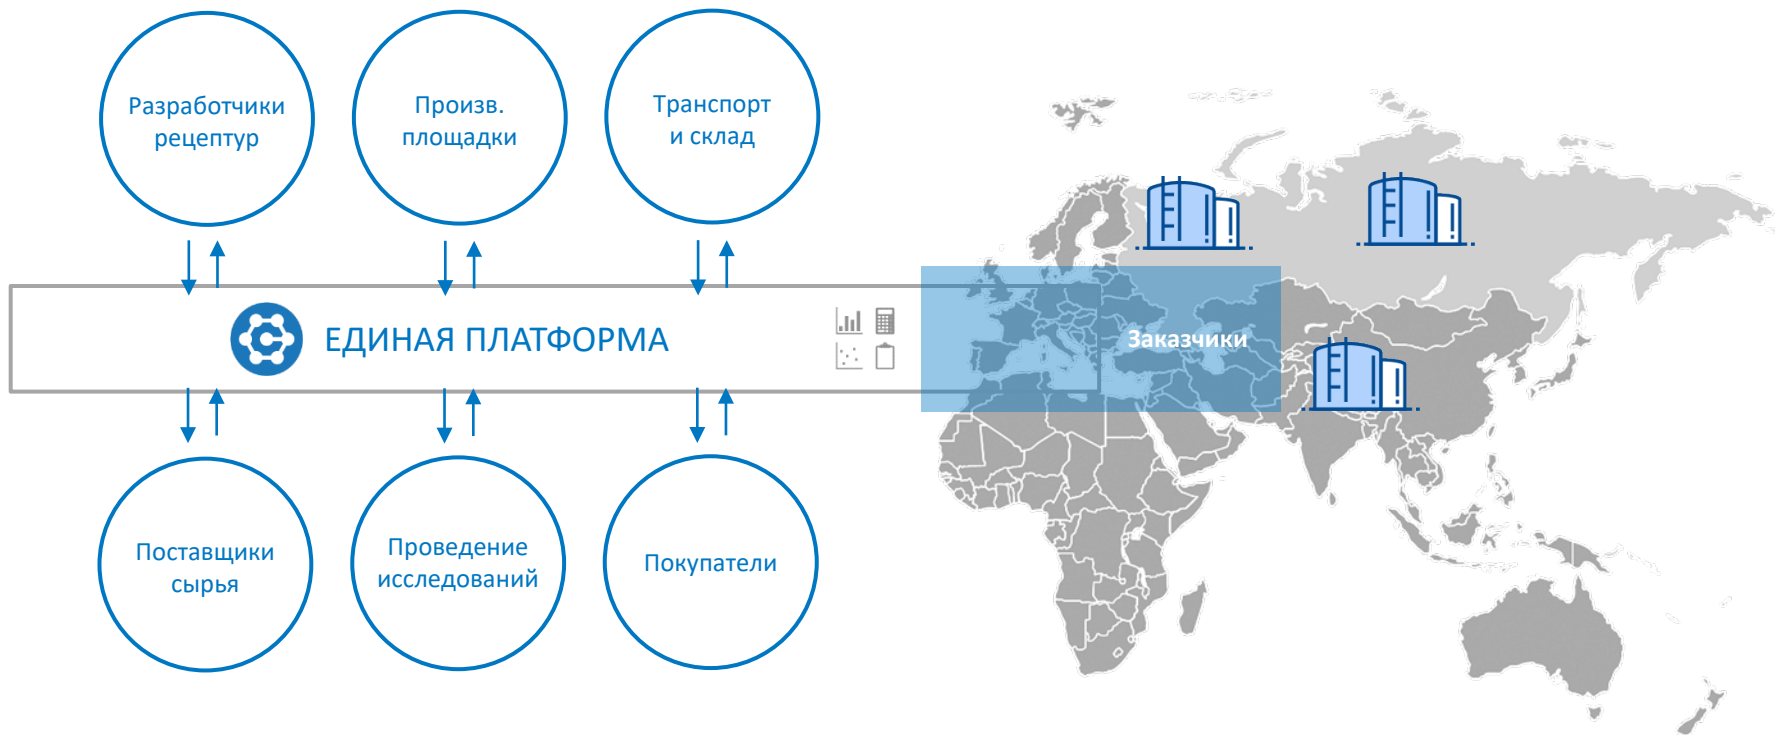 Разработчики
рецептур
Произв.
площадки
Транспорт
и склад
ЕДИНАЯ ПЛАТФОРМА
Заказчики
Поставщики
сырья
Проведение
исследований
Покупатели